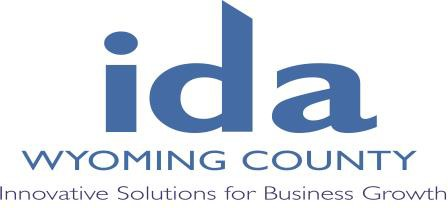 ida
WYOMING COUNTY
Innovative Solutions for Business Growth